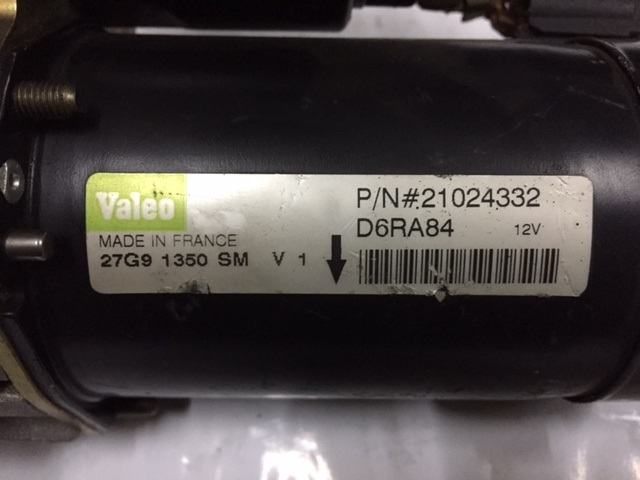 Valeo
MADE IN FRANCE
27G9 1350 SM V 1
P/N#21024332
D6RA84 12V